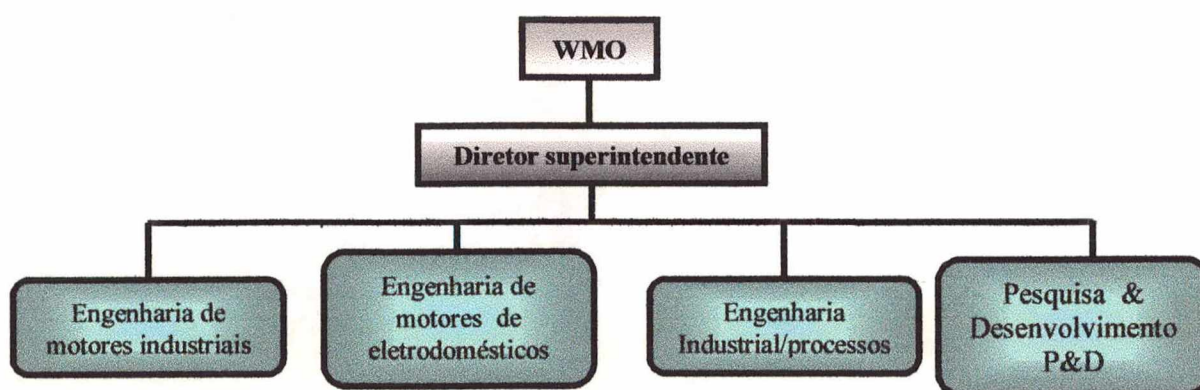 WMO
Diretor superintendente
Engenharia de
motores industriais
Engenharia de
motores de
eletrodomésticos
Engenharia
Industrial/processos
Pesquisa &
Desenvolvimento
P&D